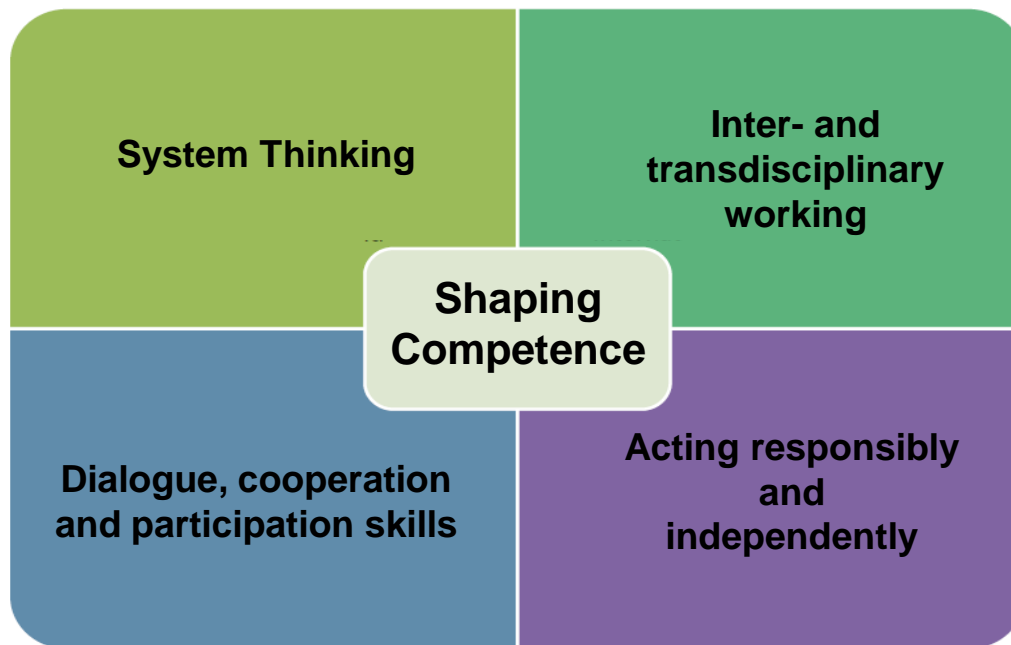 System Thinking
Inter- and
transdisciplinary
working
Shaping
Competence
Dialogue, cooperation
and participation skills
Acting responsibly
and
independently